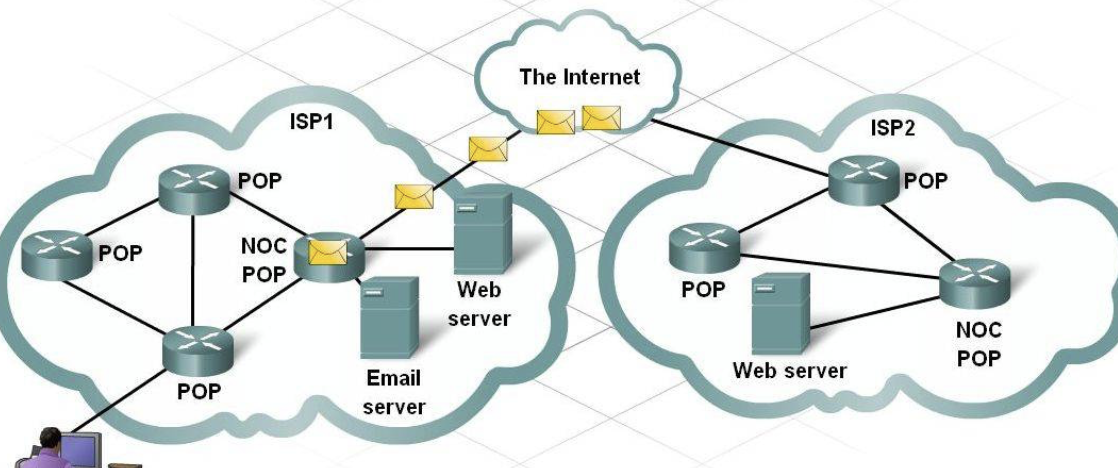 The Internet
ISP1
POP
POP
NOC
POP
Web
server
POP
Email
server
ISP2
POP
POP
NOC
POP
Web server